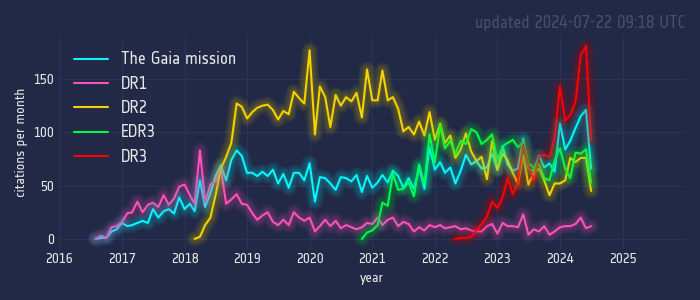 updated 2024-07-22 09:18 UTC
citations per month
150
100
50
0
The Gaia mission
DR1
DR2
EDR3
DR3
2016 2017 2018 2019 2020 2021 2022 2023 2024 2025
year